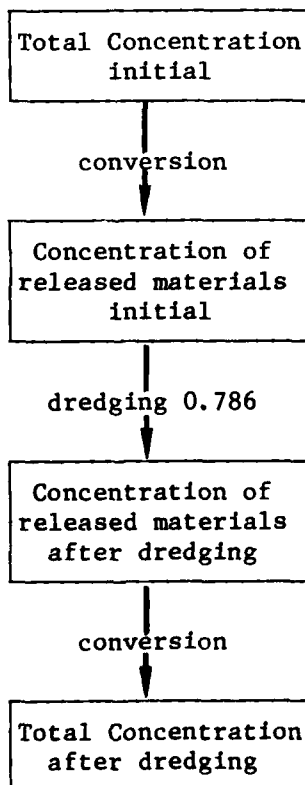 Total Concentration
initial
conversion
Concentration of
released materials
initial
dredging 0.786
Concentration of
released materials
after dredging
conversion
Total Concentration
after dredging